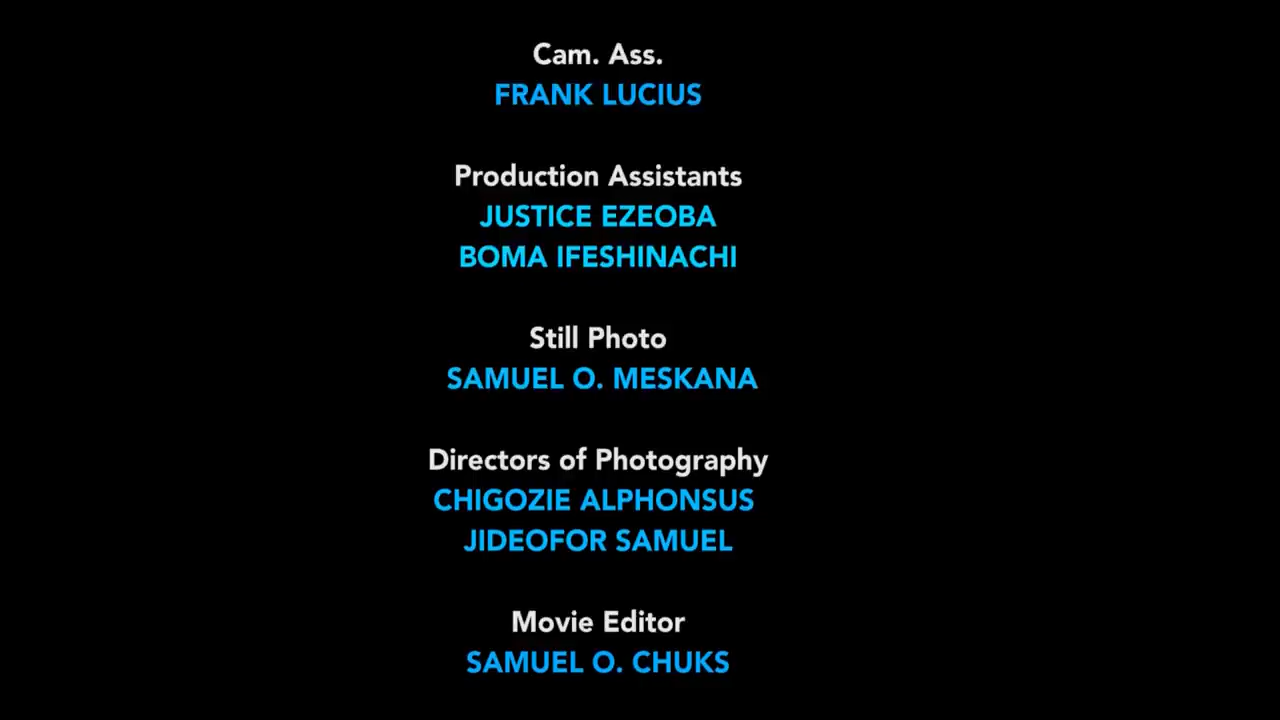 Cam. Ass.
FRANK LUCIUS
Production Assistants
JUSTICE EZEOBA
BOMA IFESHINACHI
Still Photo
SAMUEL O. MESKANA
Directors of Photography
CHIGOZIE ALPHONSUS
JIDEOFOR SAMUEL
Movie Editor
SAMUEL O. CHUKS